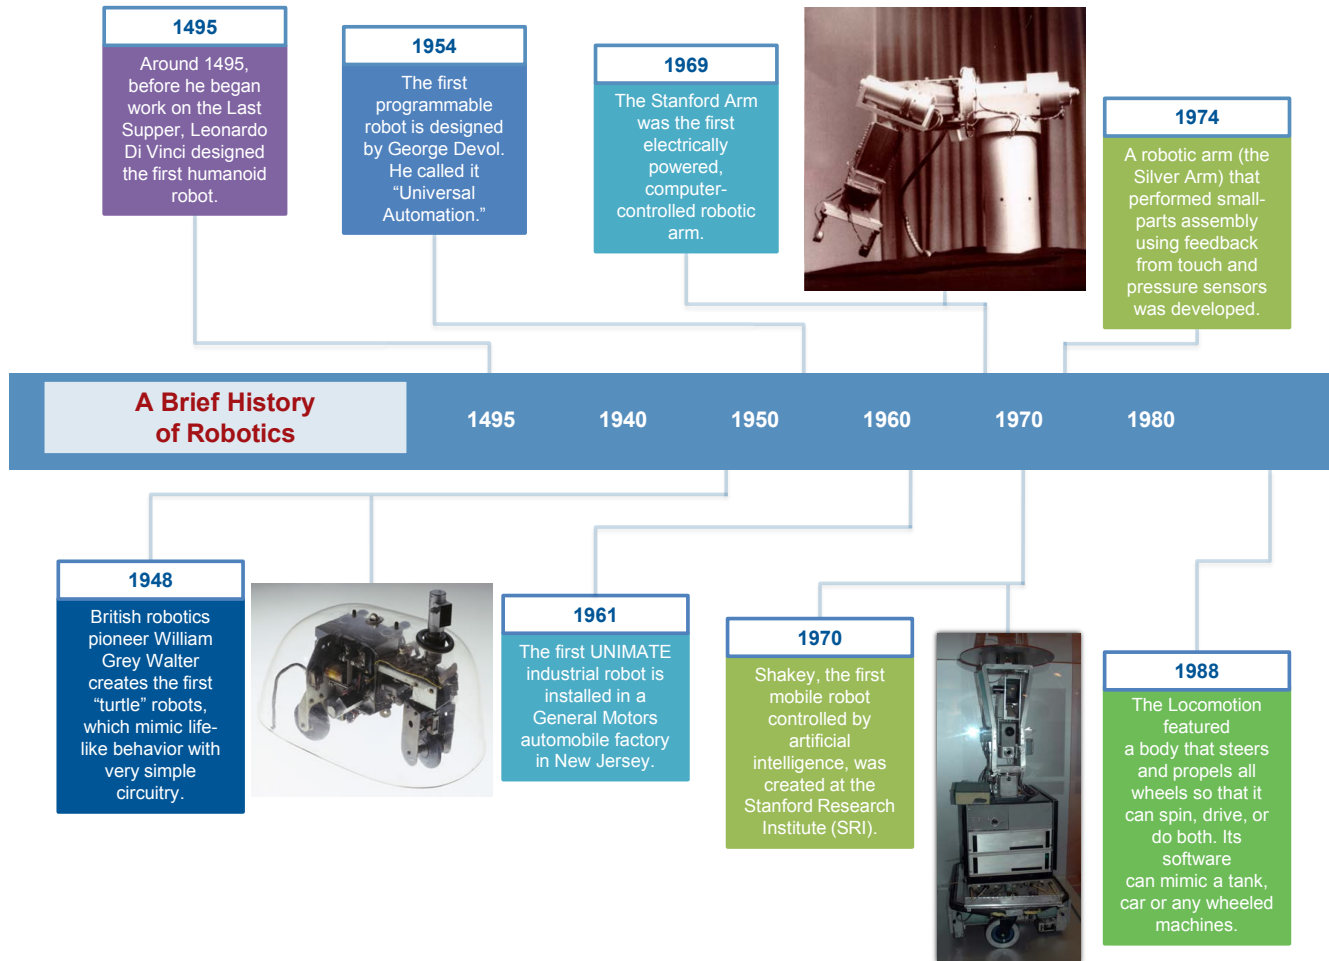 1495
Around 1495,
before he began
work on the Last
Supper, Leonardo
Di Vinci designed
the first humanoid
robot.
1954
The first
programmable
robot is designed
by George Devol.
He called it
“Universal
Automation.”
1969
The Stanford Arm
was the first
electrically
powered,
computer-
controlled robotic
arm.
1974
A robotic arm (the
Silver Arm) that
performed small-
parts assembly
using feedback
from touch and
pressure sensors
was developed.
A Brief History
of Robotics
1495 1940 1950 1960 1970 1980
1948
British robotics
pioneer William
Grey Walter
creates the first
“turtle” robots,
which mimic life-
like behavior with
very simple
circuitry.
1961
The first UNIMATE
industrial robot is
installed in a
General Motors
automobile factory
in New Jersey.
1970
Shakey, the first
mobile robot
controlled by
artificial
intelligence, was
created at the
Stanford Research
Institute (SRI).
1988
The Locomotion
featured
a body that steers
and propels all
wheels so that it
can spin, drive, or
do both. Its
software
can mimic a tank,
car or any wheeled
machines.